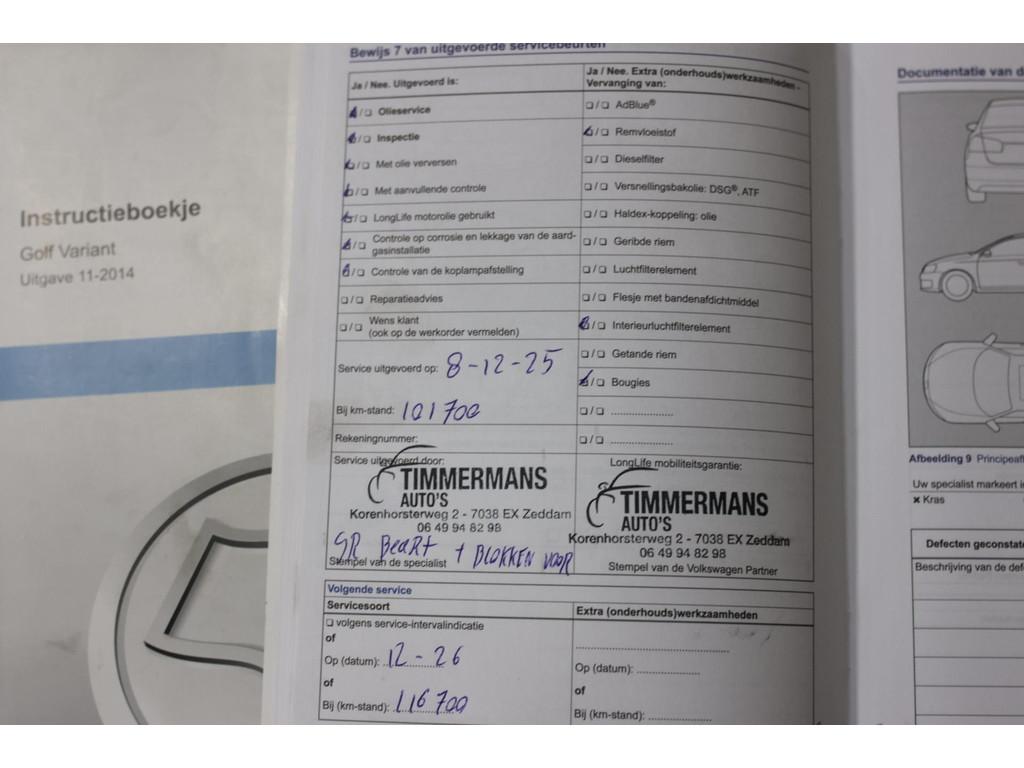 Instructieboekje
Golf Variant
Uitgave 11-2014
Bewijs 7 van uitgevoerde servicebeurten
Ja / Nee. Uitgevoerd is:
☑/❏ Olieservice
☑/❏ Inspectie
☑/❏ Met olie verversen
☑/❏ Met aanvullende controle
☑/❏ LongLife motorolie gebruikt
☑/❏ Controle op corrosie en lekkage van de aard-
gasinstallatie
☑/❏ Controle van de koplampafstelling
❏/❏ Reparatieadvies
❏/❏ Wens klant
(ook op de werkorder vermelden)
Service uitgevoerd op: 8-12-25
Bij km-stand: 101700
Rekeningnummer:
Service uitgevoerd door:
TIMMERMANS
AUTO'S
Korenhorsterweg 2 - 7038 EX Zeddam
06 49 94 82 98
GR BEART + BLOKKEN VOOR
Stempel van de specialist
Ja / Nee. Extra (onderhouds)werkzaamheden -
Vervanging van:
❏/❏ AdBlue®
☑/❏ Remvloeistof
❏/❏ Dieselfilter
❏/❏ Versnellingsbakolie: DSG®, ATF
❏/❏ Haldex-koppeling: olie
❏/❏ Geribde riem
❏/❏ Luchtfilterelement
❏/❏ Flesje met bandenafdichtmiddel
☑/❏ Interieurluchtfilterelement
❏/❏ Getande riem
☑/❏ Bougies
❏/❏ .....................
❏/❏ .....................
LongLife mobiliteitsgarantie:
TIMMERMANS
AUTO'S
Korenhorsterweg 2 - 7038 EX Zeddam
06 49 94 82 98
Stempel van de Volkswagen Partner
Volgende service
Servicesoort
❏ volgens service-intervalindicatie
of
Op (datum): 12-26
of
Bij (km-stand): 116700
Extra (onderhouds)werkzaamheden
Op (datum): .....................
of
Bij (km-stand): .....................
Documentatie van d
Afbeelding 9 Principeaf
Uw specialist markeert i
✖ Kras
Defecten geconstate
Beschrijving van de defe